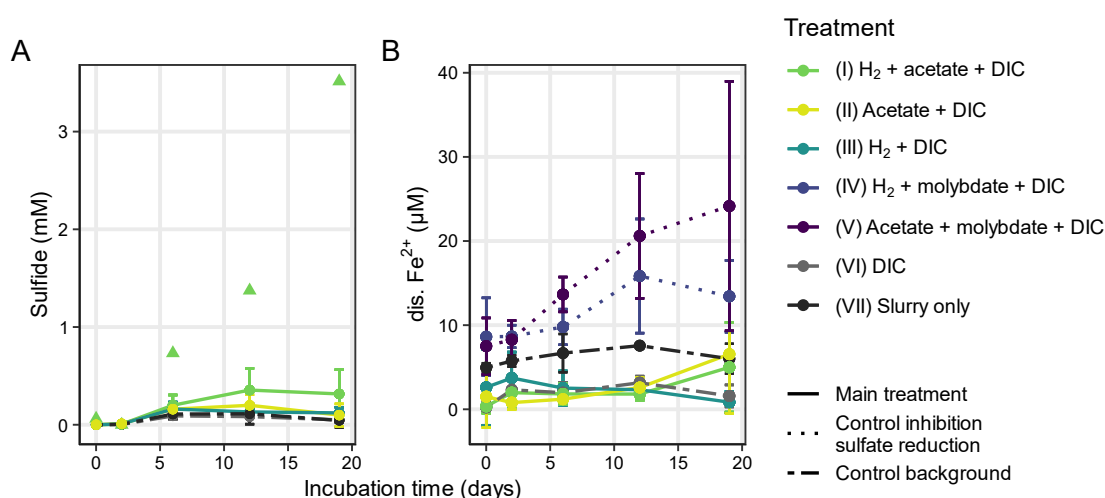 A
Sulfide (mM)
3
2
1
0
0
5
10
15
20
B
dis. Fe²⁺ (µM)
40
30
20
10
0
0
5
10
15
20
Incubation time (days)
Treatment
(I) H₂ + acetate + DIC
(II) Acetate + DIC
(III) H₂ + DIC
(IV) H₂ + molybdate + DIC
(V) Acetate + molybdate + DIC
(VI) DIC
(VII) Slurry only
Main treatment
Control inhibition
sulfate reduction
Control background